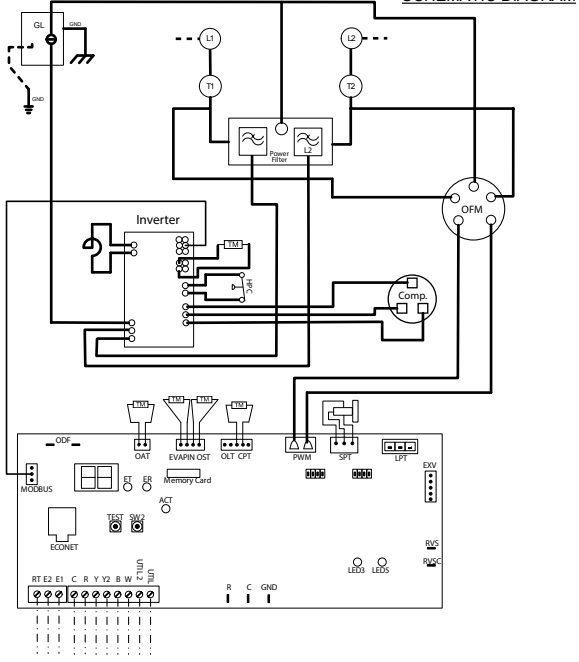 SCHEMATIC DIAGRAM
GL
GND
GND
L1
L2
T1
T2
Power
Filter
L2
OFM
Inverter
TM
HPC
Comp.
TM
TM
TM
TM
ODF
OAT
EVAPIN OST
OLT CPT
PWM
SPT
LPT
EXV
MODBUS
ET
ER
Memory Card
ACT
TEST
SW2
ECONET
RVS
RVSC
LED3
LED5
RT E2 E1 C R Y Y2 B W UTIL 2 UTIL
R C GND